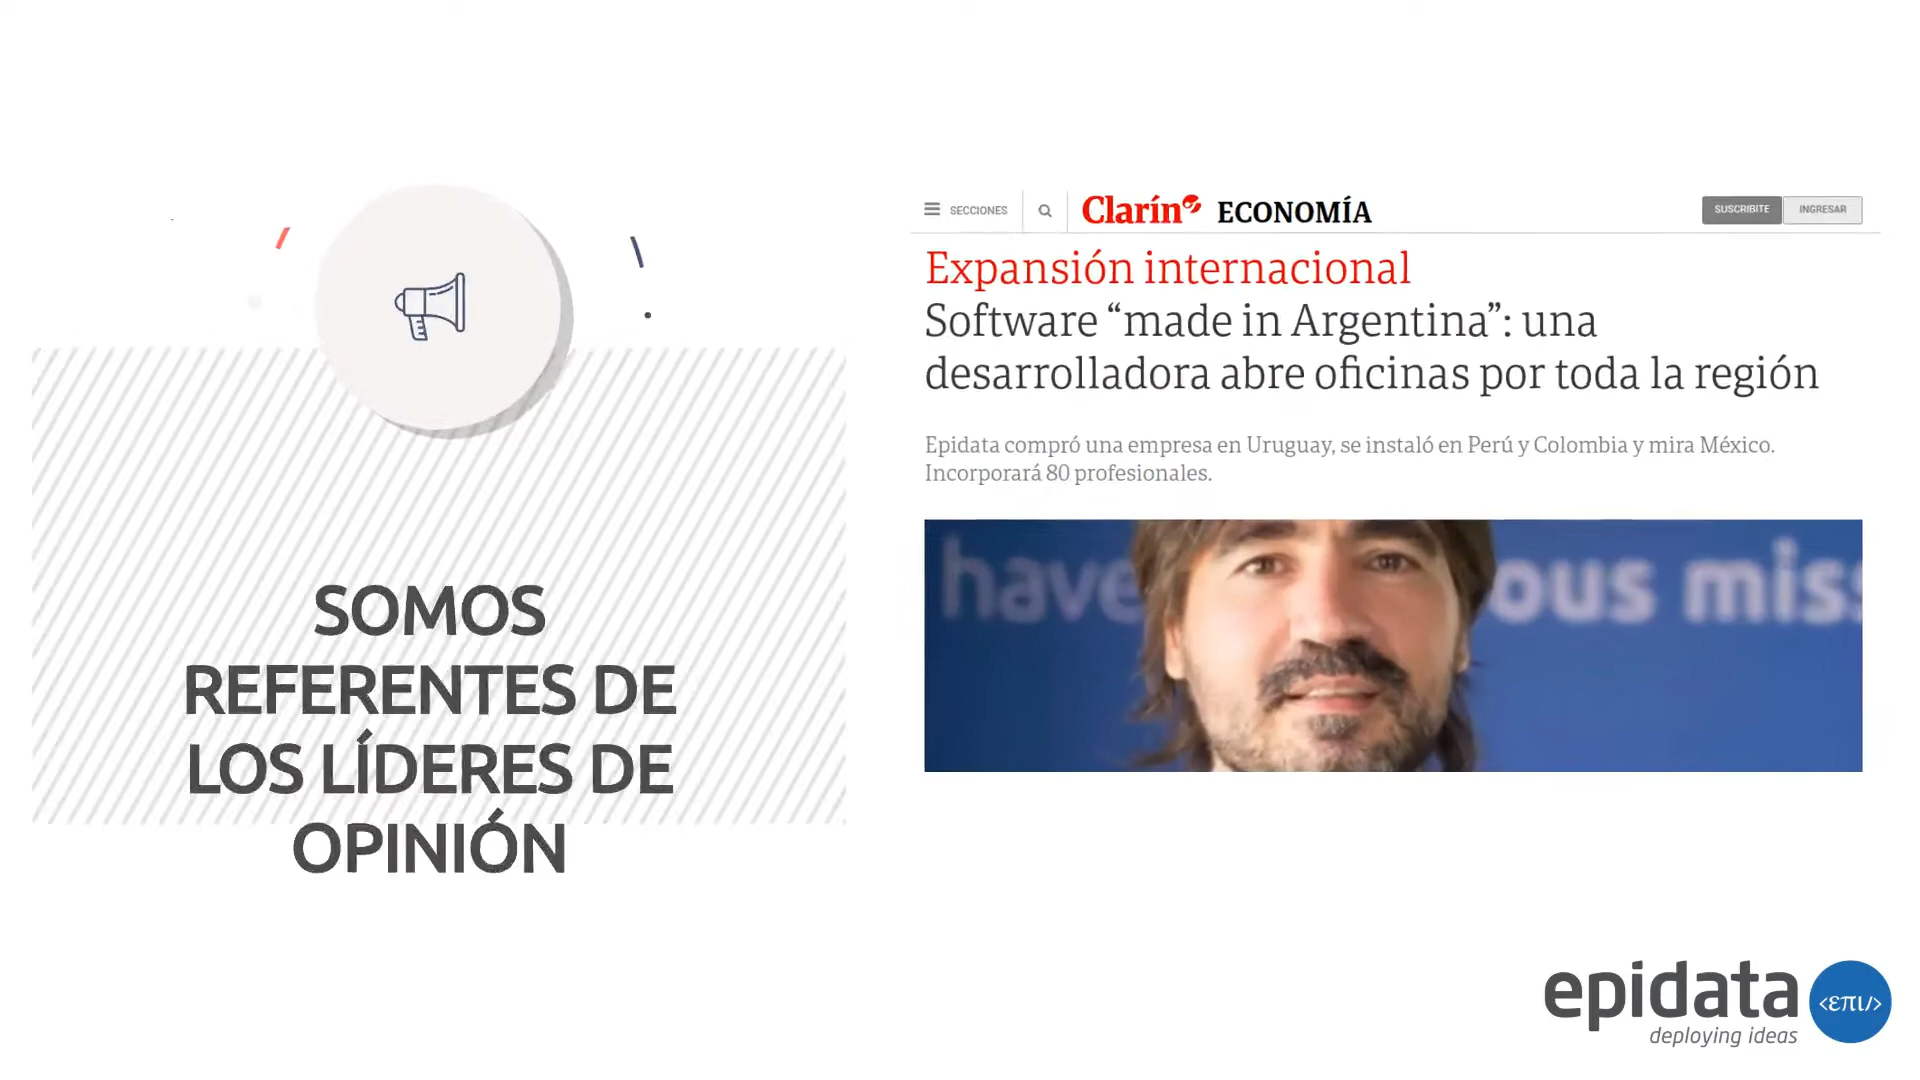 SOMOS
REFERENTES DE
LOS LÍDERES DE
OPINIÓN
SECCIONES
Clarín ECONOMÍA
SUSCRIBITE
INGRESAR
Expansión internacional
Software “made in Argentina”: una
desarrolladora abre oficinas por toda la región
Epidata compró una empresa en Uruguay, se instaló en Perú y Colombia y mira México.
Incorporará 80 profesionales.
have ous miss
epidata
<επι/>
deploying ideas